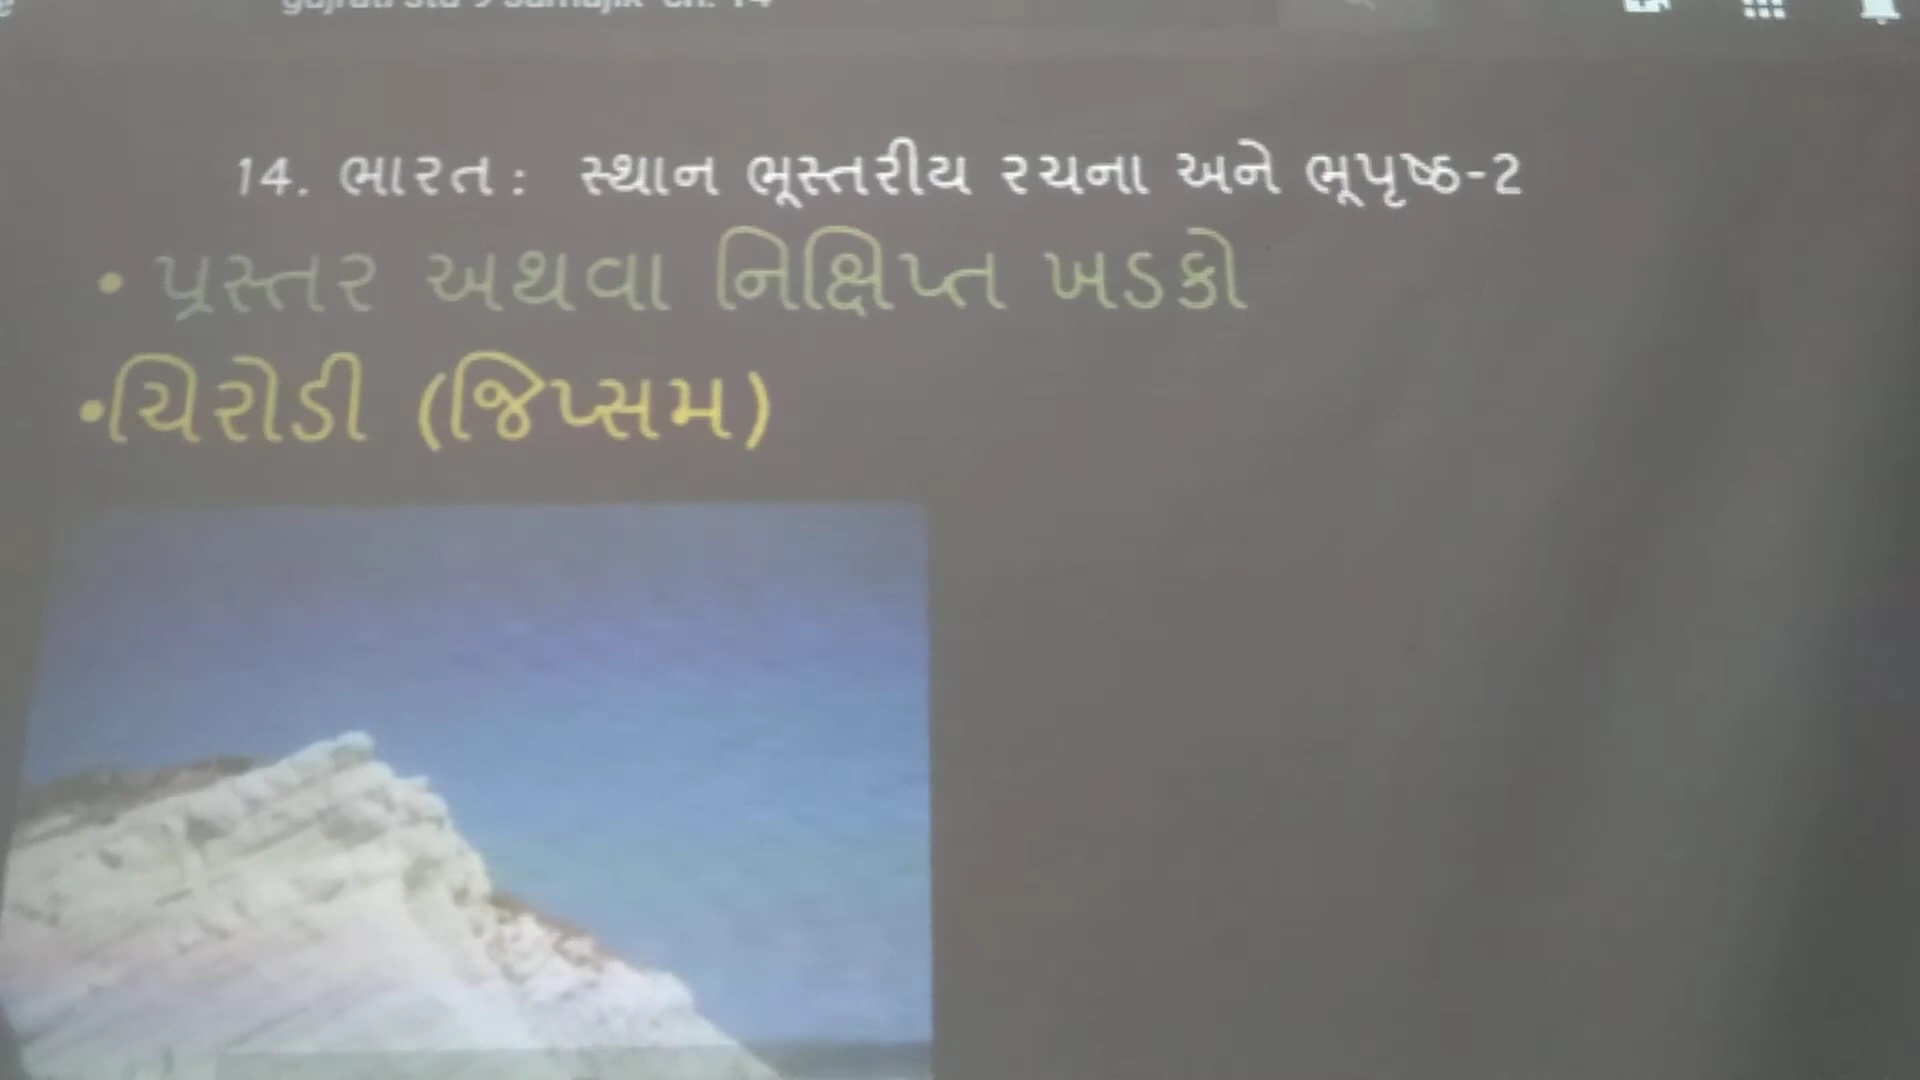 14. ભારત : સ્થાન ભૂસ્તરીય રચના અને ભૂપૃષ્ઠ-2
• પ્રસ્તર અથવા નિક્ષિપ્ત ખડકો
•ચિરોડી (જિપ્સમ)